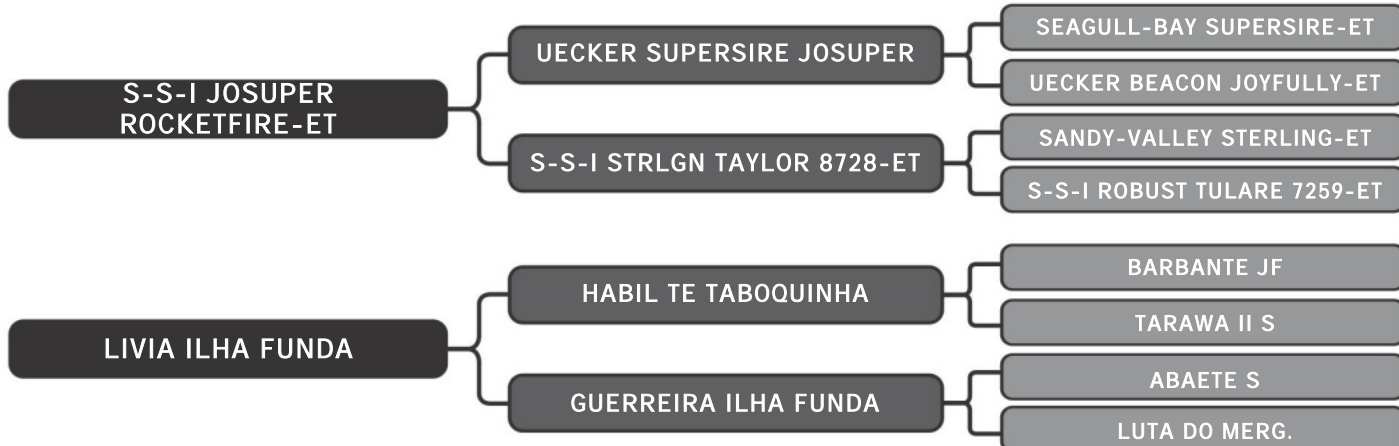 S-S-I JOSUPER
ROCKETFIRE-ET
UECKER SUPERSIRE JOSUPER
SEAGULL-BAY SUPERSIRE-ET
UECKER BEACON JOYFULLY-ET
S-S-I STRLGN TAYLOR 8728-ET
SANDY-VALLEY STERLING-ET
S-S-I ROBUST TULARE 7259-ET
LIVIA ILHA FUNDA
HABIL TE TABOQUINHA
BARBANTE JF
TARAWA II S
GUERREIRA ILHA FUNDA
ABAETE S
LUTA DO MERG.